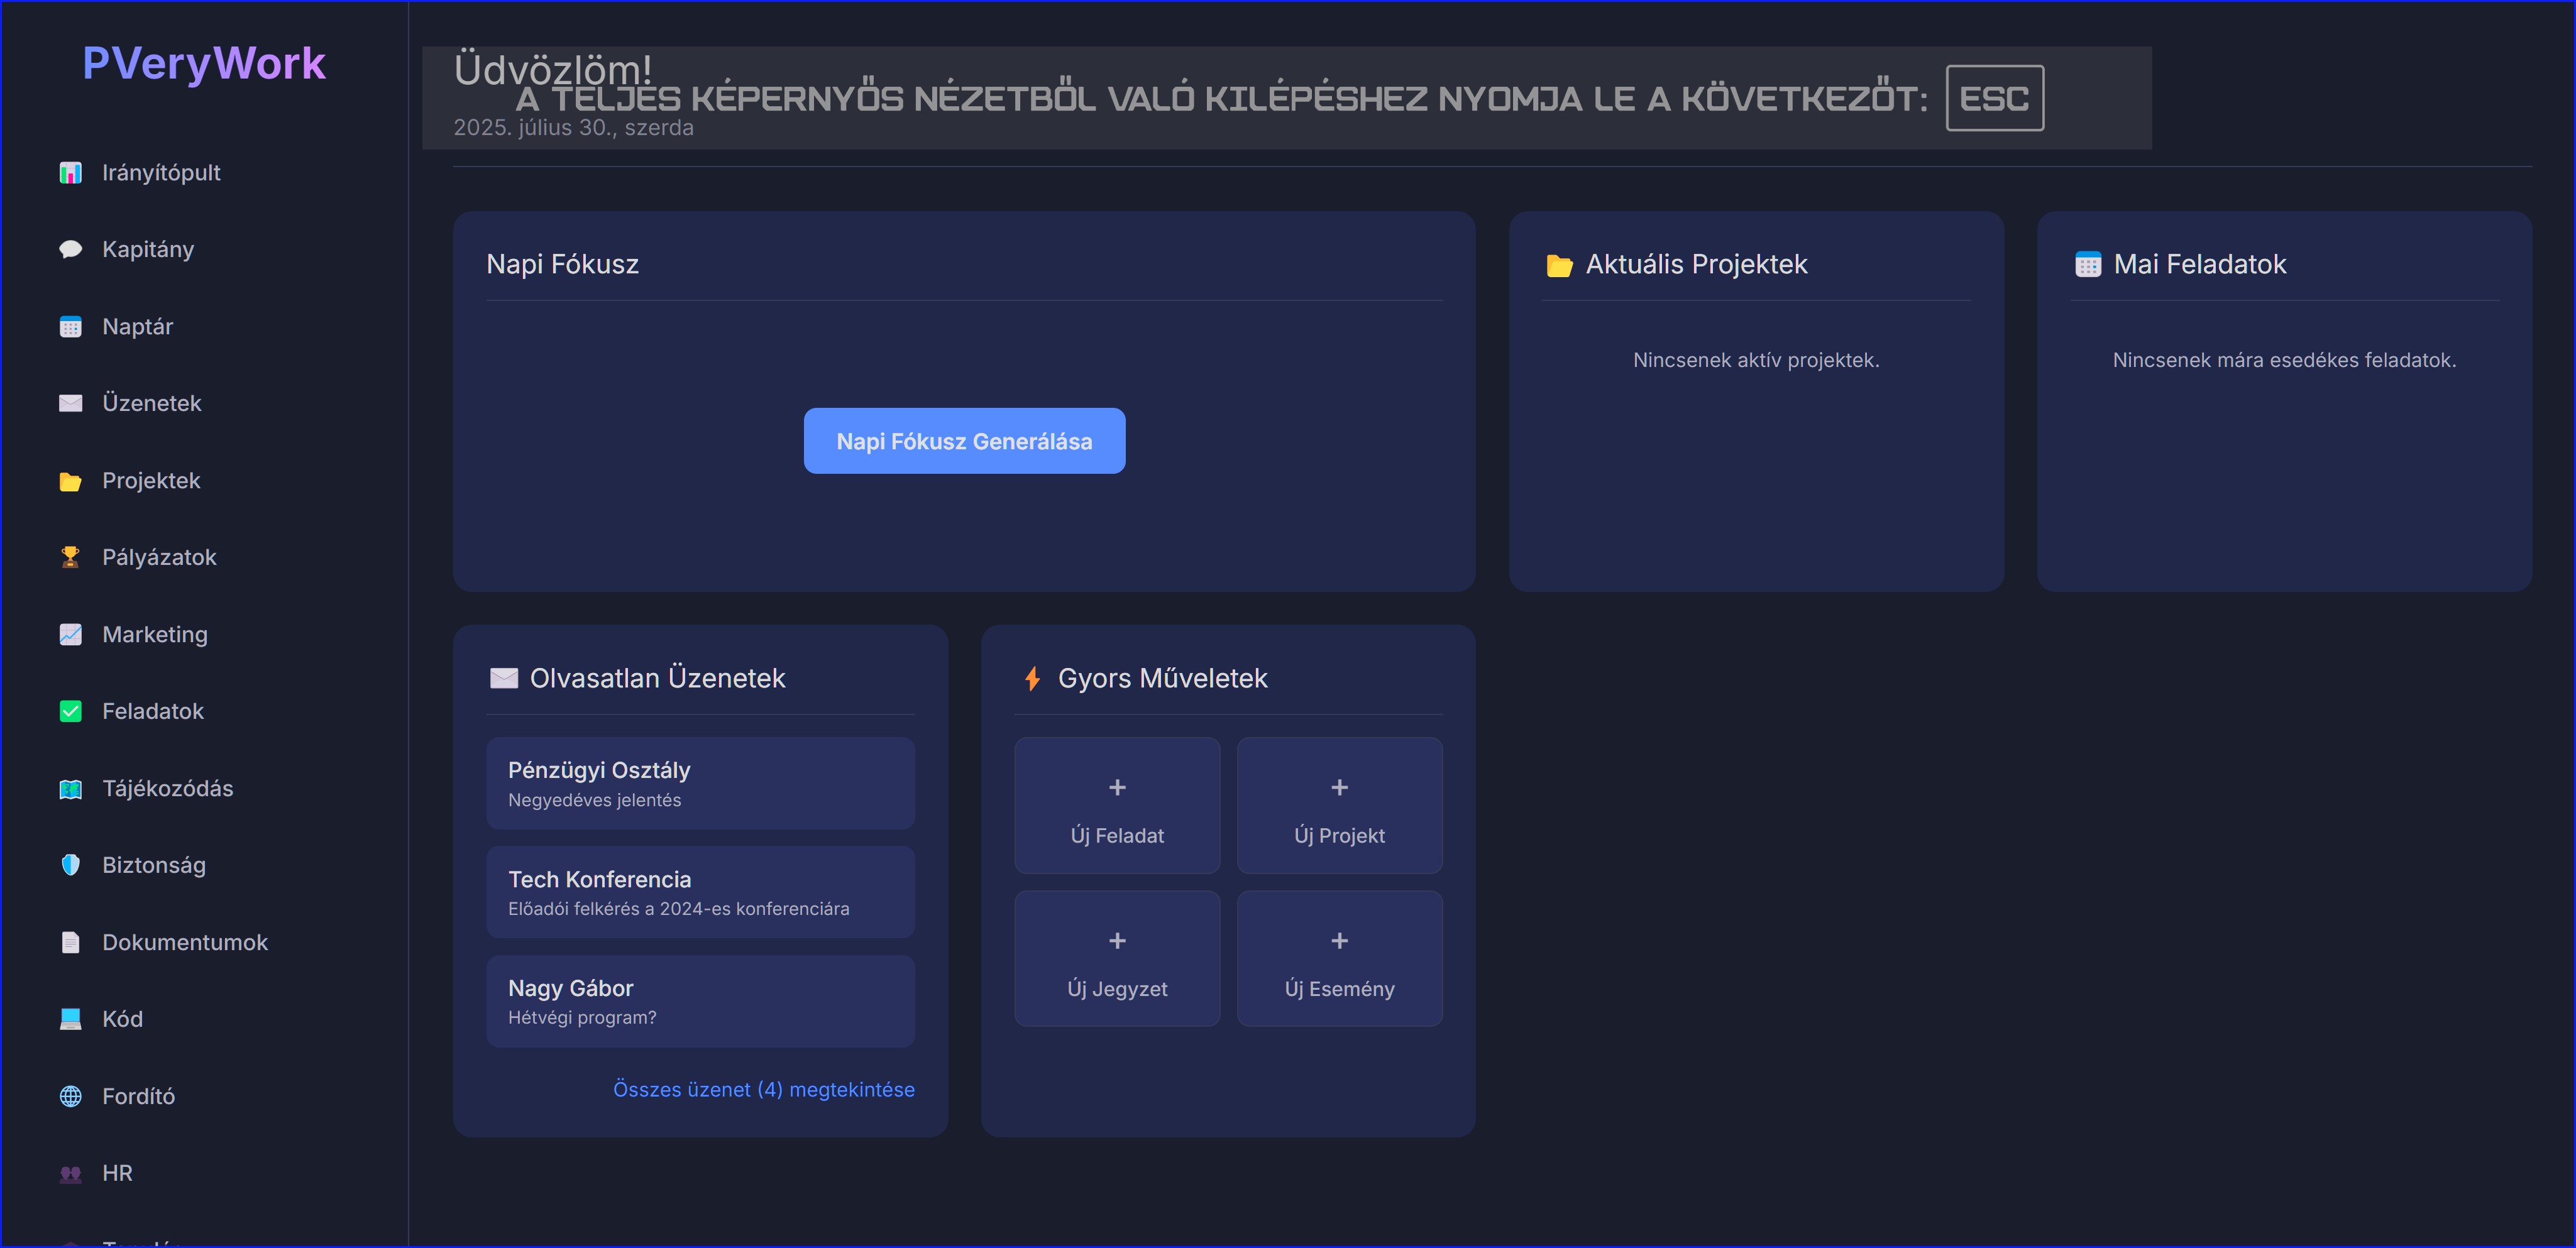 PVeryWork
Irányítópult
Kapitány
Naptár
Üzenetek
Projektek
Pályázatok
Marketing
Feladatok
Tájékozódás
Biztonság
Dokumentumok
Kód
Fordító
HR
Üdvözlöm!
A TELJES KÉPERNYŐS NÉZETBŐL VALÓ KILÉPÉSHEZ NYOMJA LE A KÖVETKEZŐT: ESC
2025. július 30., szerda
Napi Fókusz
Napi Fókusz Generálása
Aktuális Projektek
Nincsenek aktív projektek.
Mai Feladatok
Nincsenek mára esedékes feladatok.
Olvasatlan Üzenetek
Pénzügyi Osztály
Negyedéves jelentés
Tech Konferencia
Előadói felkérés a 2024-es konferenciára
Nagy Gábor
Hétvégi program?
Összes üzenet (4) megtekintése
Gyors Műveletek
+
Új Feladat
+
Új Projekt
+
Új Jegyzet
+
Új Esemény